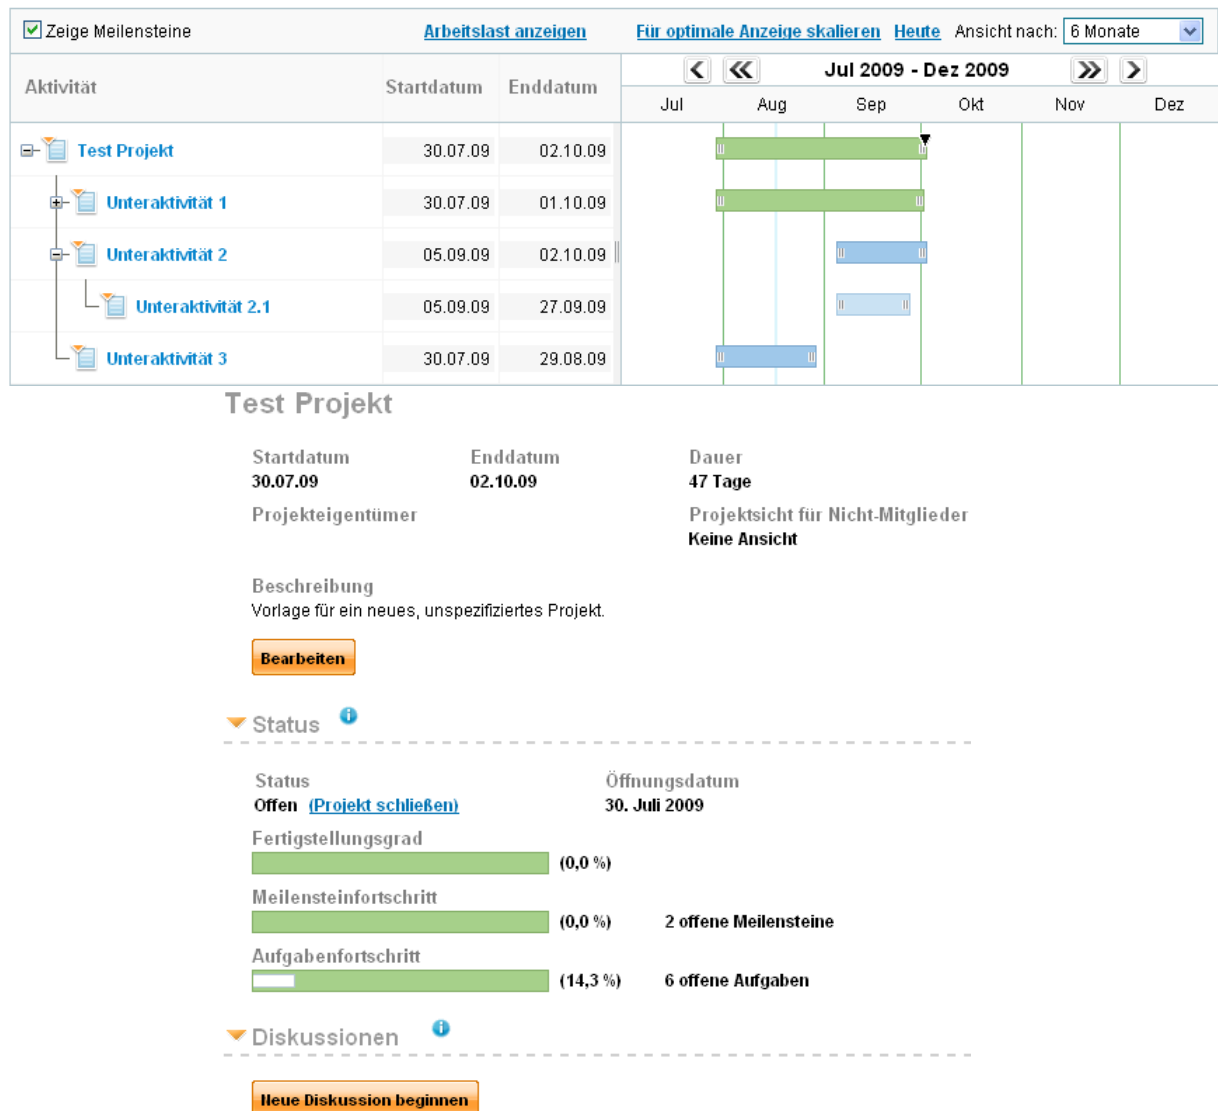 Zeige Meilensteine Arbeitslast anzeigen Für optimale Anzeige skalieren Heute Ansicht nach: 6 Monate
Aktivität Startdatum Enddatum Jul 2009 - Dez 2009
Jul Aug Sep Okt Nov Dez
Test Projekt 30.07.09 02.10.09
Unteraktivität 1 30.07.09 01.10.09
Unteraktivität 2 05.09.09 02.10.09
Unteraktivität 2.1 05.09.09 27.09.09
Unteraktivität 3 30.07.09 29.08.09
Test Projekt
Startdatum Enddatum Dauer
30.07.09 02.10.09 47 Tage
Projekteigentümer Projektsicht für Nicht-Mitglieder
Keine Ansicht
Beschreibung
Vorlage für ein neues, unspezifiziertes Projekt.
Bearbeiten
Status
Status Öffnungsdatum
Offen (Projekt schließen) 30. Juli 2009
Fertigstellungsgrad
(0,0 %)
Meilensteinfortschritt
(0,0 %) 2 offene Meilensteine
Aufgabenfortschritt
(14,3 %) 6 offene Aufgaben
Diskussionen
Neue Diskussion beginnen